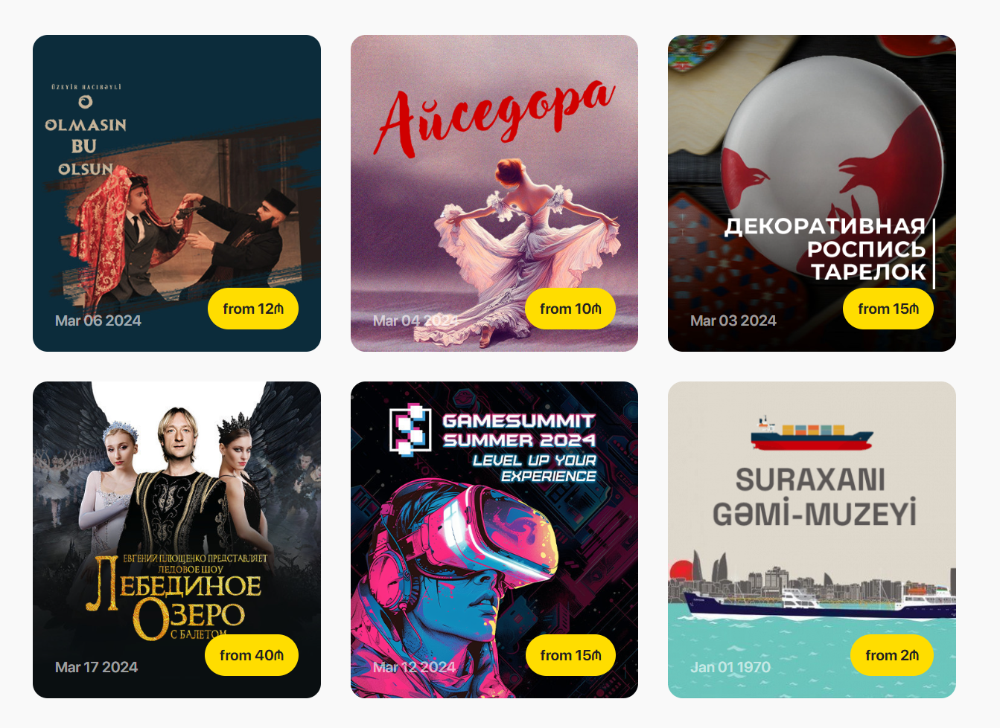 ÜZEYİR HACIBƏYLİ
O
OLMASIN
BU
OLSUN
Mar 06 2024
from 12₼
Айседора
Mar 04 2024
from 10₼
ДЕКОРАТИВНАЯ
РОСПИСЬ
ТАРЕЛОК
Mar 03 2024
from 15₼
ЕВГЕНИЙ ПЛЮЩЕНКО ПРЕДСТАВЛЯЕТ
ЛЕДОВОЕ ШОУ
ЛЕБЕДИНОЕ
ОЗЕРО
С БАЛЕТОМ
Mar 17 2024
from 40₼
GAMESUMMIT
SUMMER 2024
LEVEL UP YOUR
EXPERIENCE
Mar 12 2024
from 15₼
SURAXANI
GƏMİ-MUZEYİ
Jan 01 1970
from 2₼